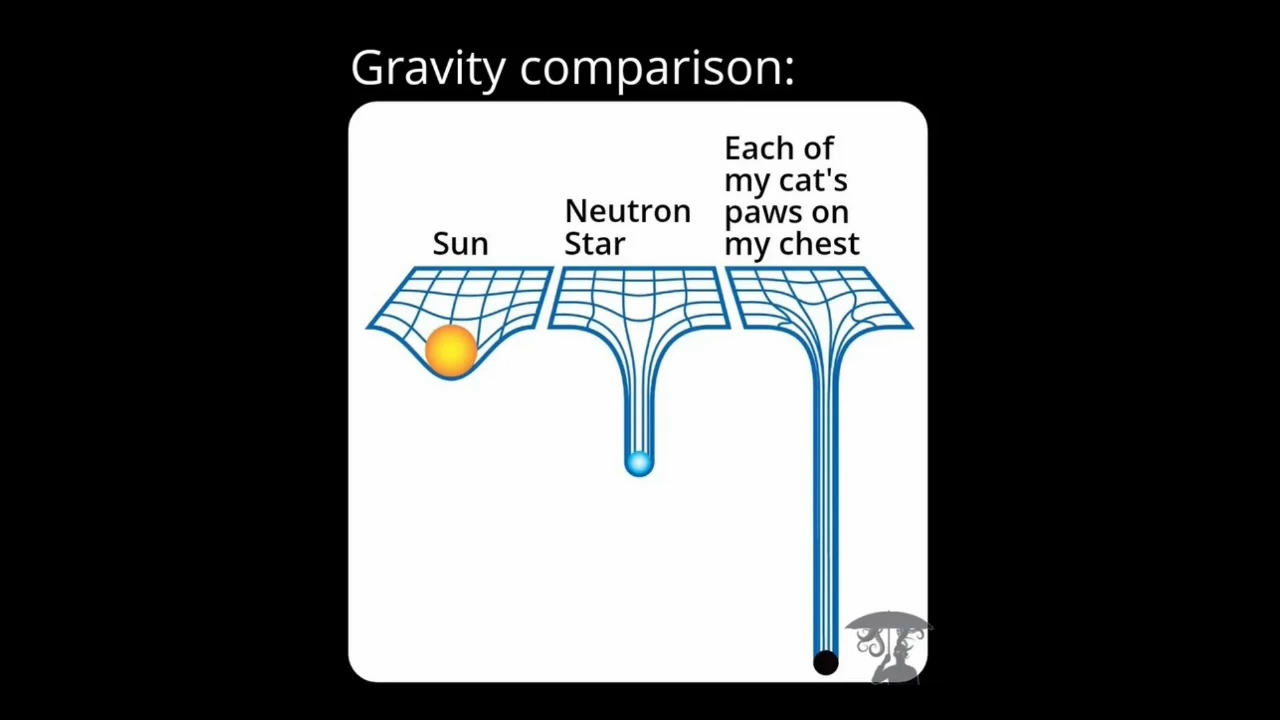 Gravity comparison:
Sun
Neutron
Star
Each of
my cat's
paws on
my chest